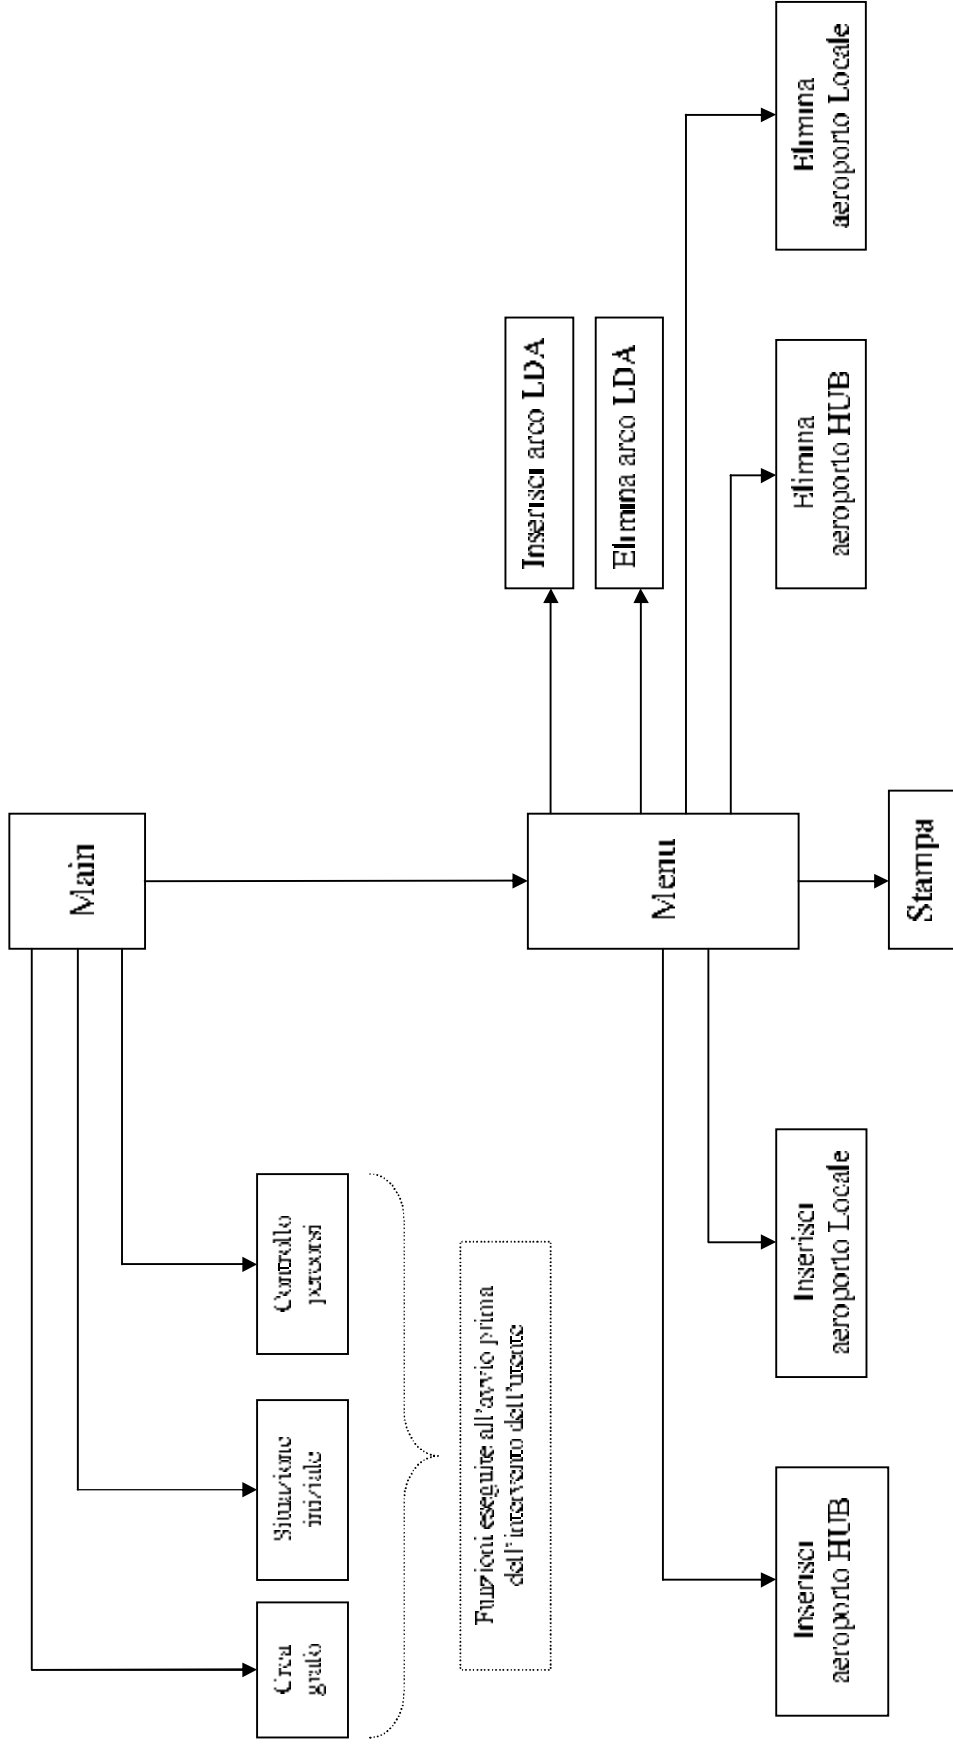 Main
Crea
grafo
Situazione
iniziale
Controllo
percorsi
Funzioni eseguite all'avvio prima
dell'intervento dell'utente
Menu
Inserisci arco LDA
Elimina arco LDA
Inserisci
aeroporto HUB
Inserisci
aeroporto Locale
Stampa
Elimina
aeroporto HUB
Elimina
aeroporto Locale